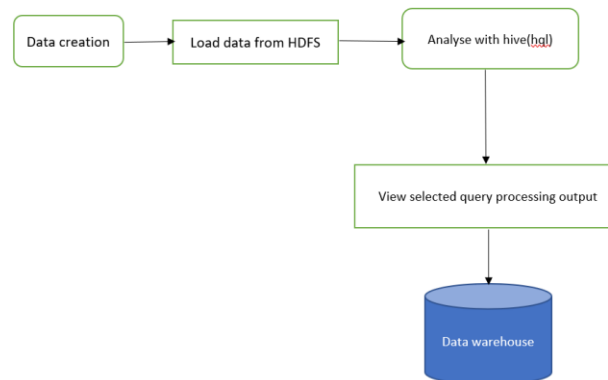 Data creation
Load data from HDFS
Analyse with hive(hql)
View selected query processing output
Data warehouse